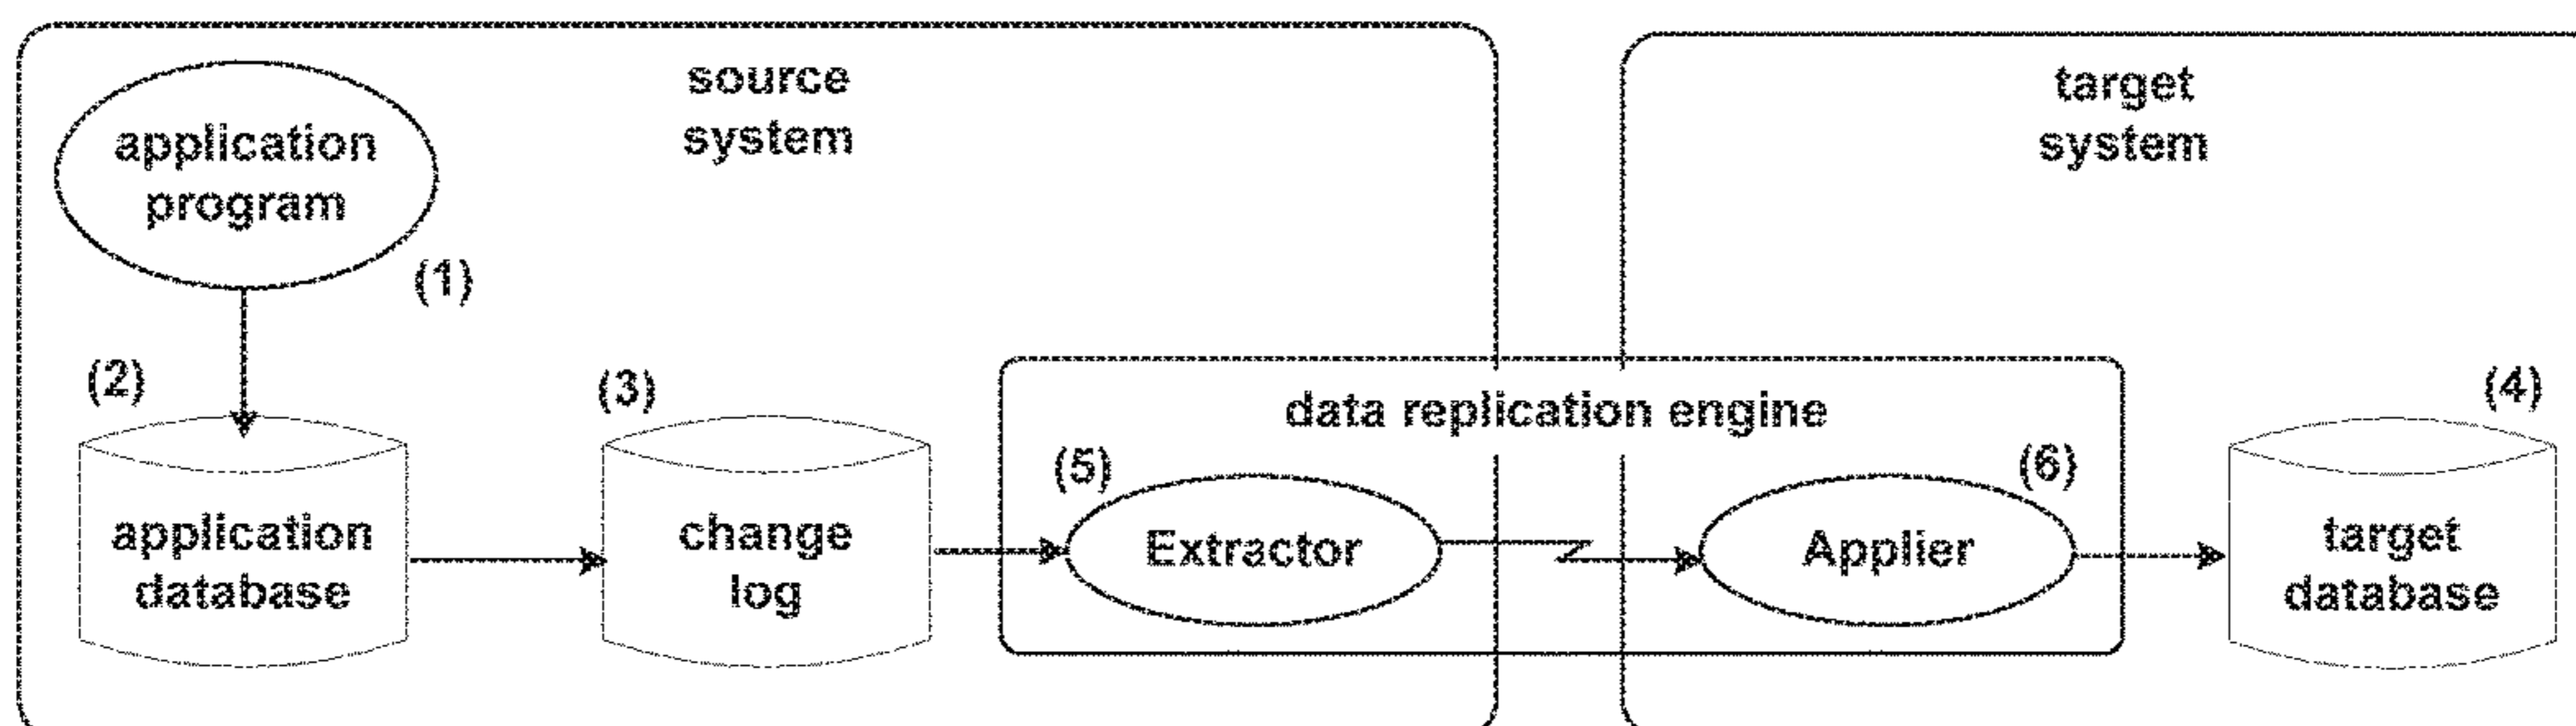 source
system
target
system
application
program
(1)
(2)
(3)
data replication engine
(4)
(5)
(6)
application
database
change
log
Extractor
Applier
target
database